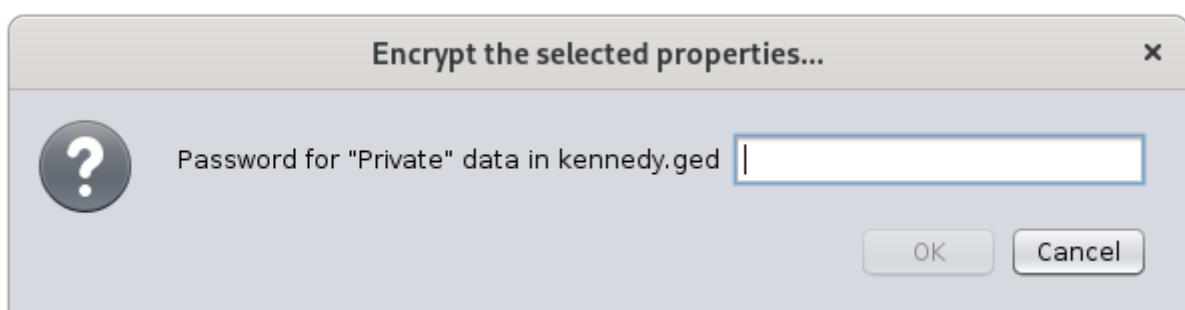 Encrypt the selected properties...
Password for "Private" data in kennedy.ged
OK
Cancel